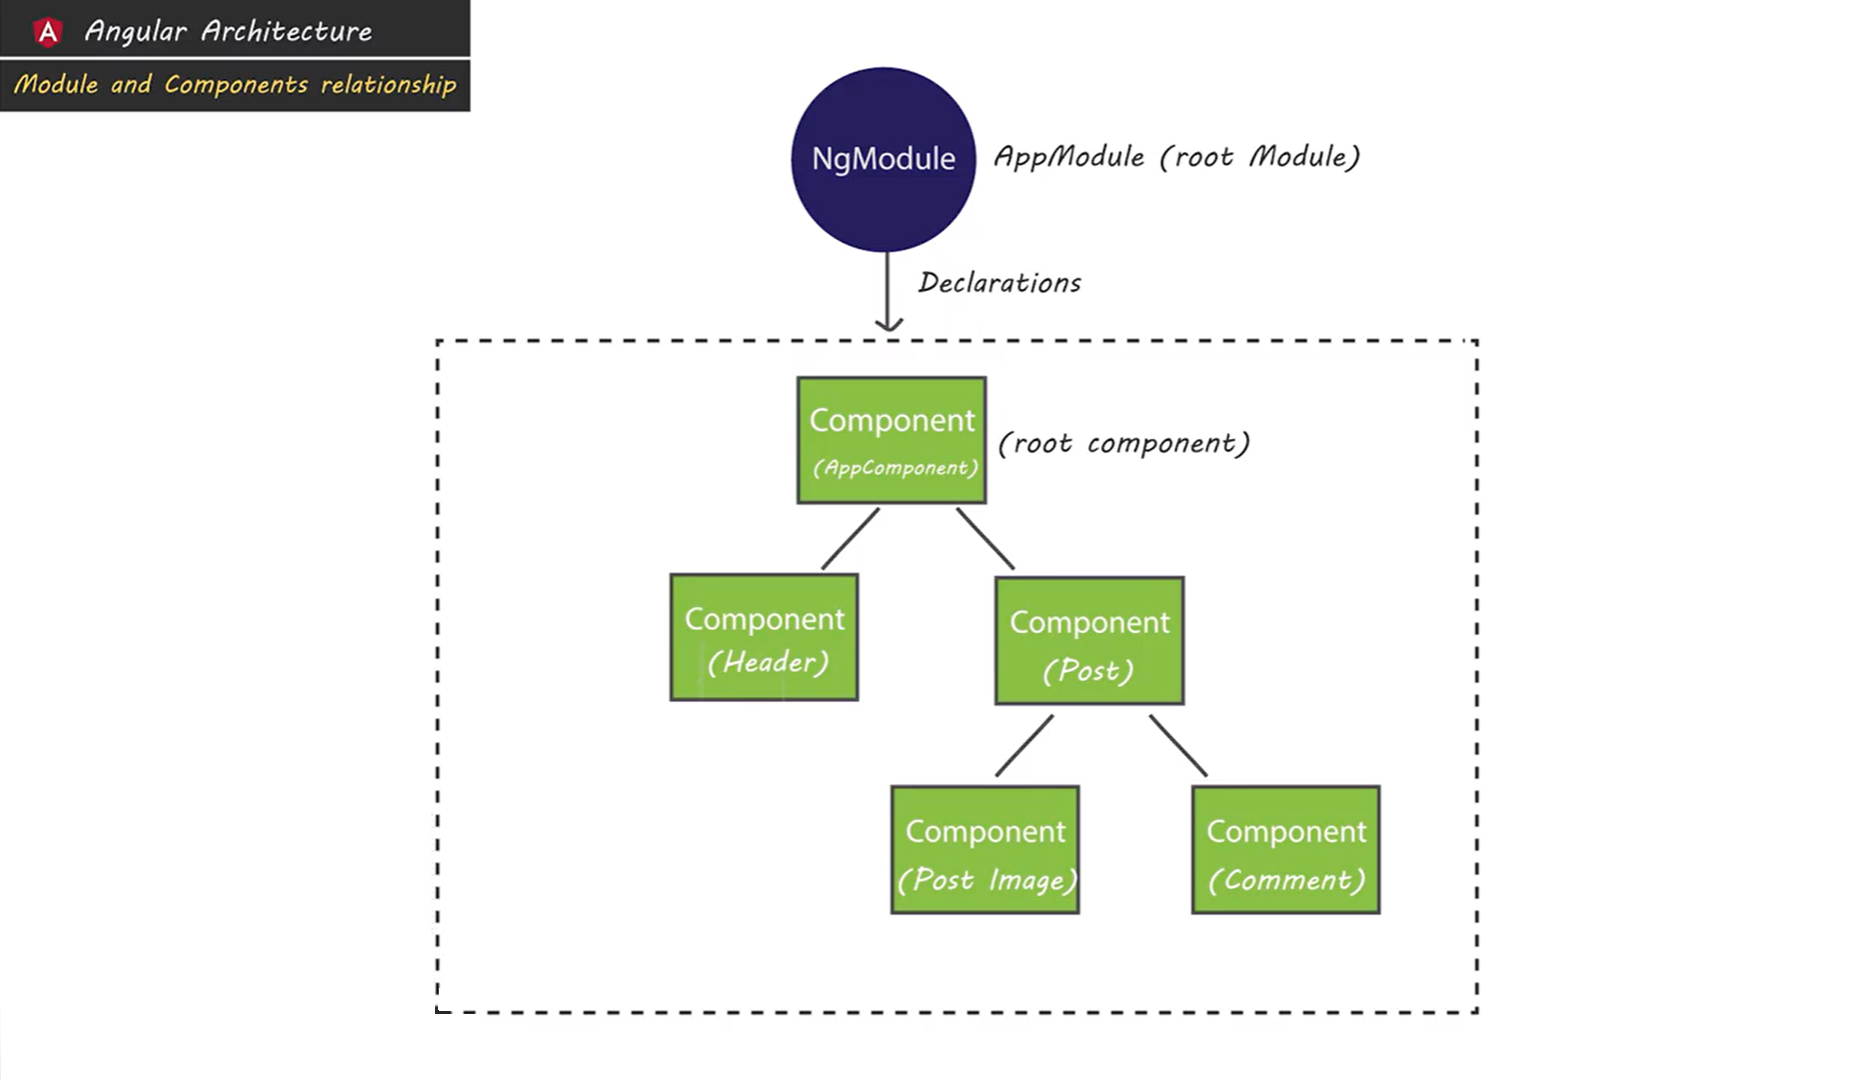 Angular Architecture
Module and Components relationship
NgModule
AppModule (root Module)
Declarations
Component
(AppComponent)
(root component)
Component
(Header)
Component
(Post)
Component
(Post Image)
Component
(Comment)